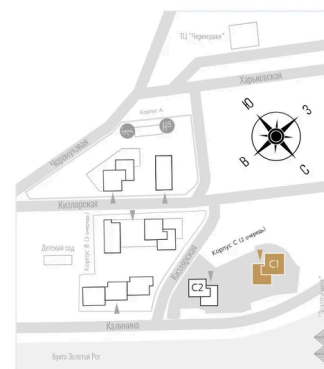 ТЦ "Черемушки"
Харьковская
Корпус А
Ю
З
В
С
Черемуховая
Кизлярская
Детский сад
Корпус В (3 очередь)
Кизлярская
Корпус С (2 очередь)
C1
C2
Калинина
бухта Золотой Рог